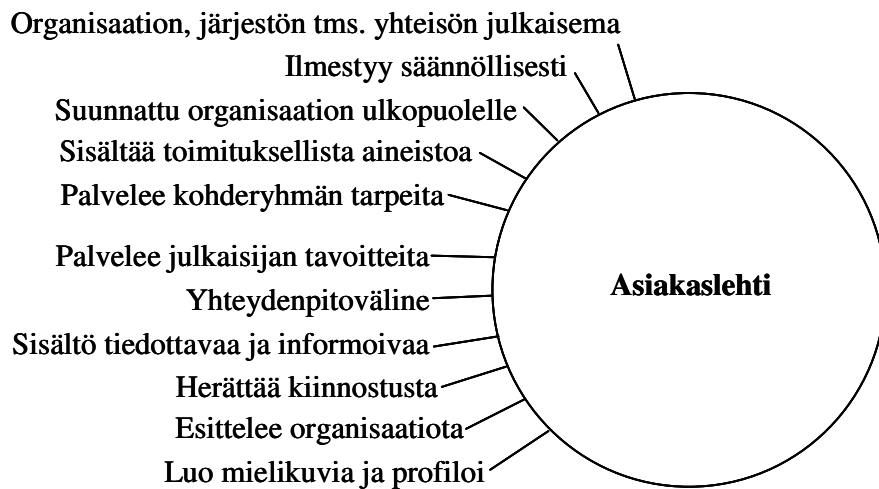 Organisaation, järjestön tms. yhteisön julkaisema
Ilmestyy säännöllisesti
Suunnattu organisaation ulkopuolelle
Sisältää toimituksellista aineistoa
Palvelee kohderyhmän tarpeita
Palvelee julkaisijan tavoitteita
Yhteydenpitoväline
Sisältö tiedottavaa ja informoivaa
Herättää kiinnostusta
Esittelee organisaatiota
Luo mielikuvia ja profiloi
Asiakaslehti